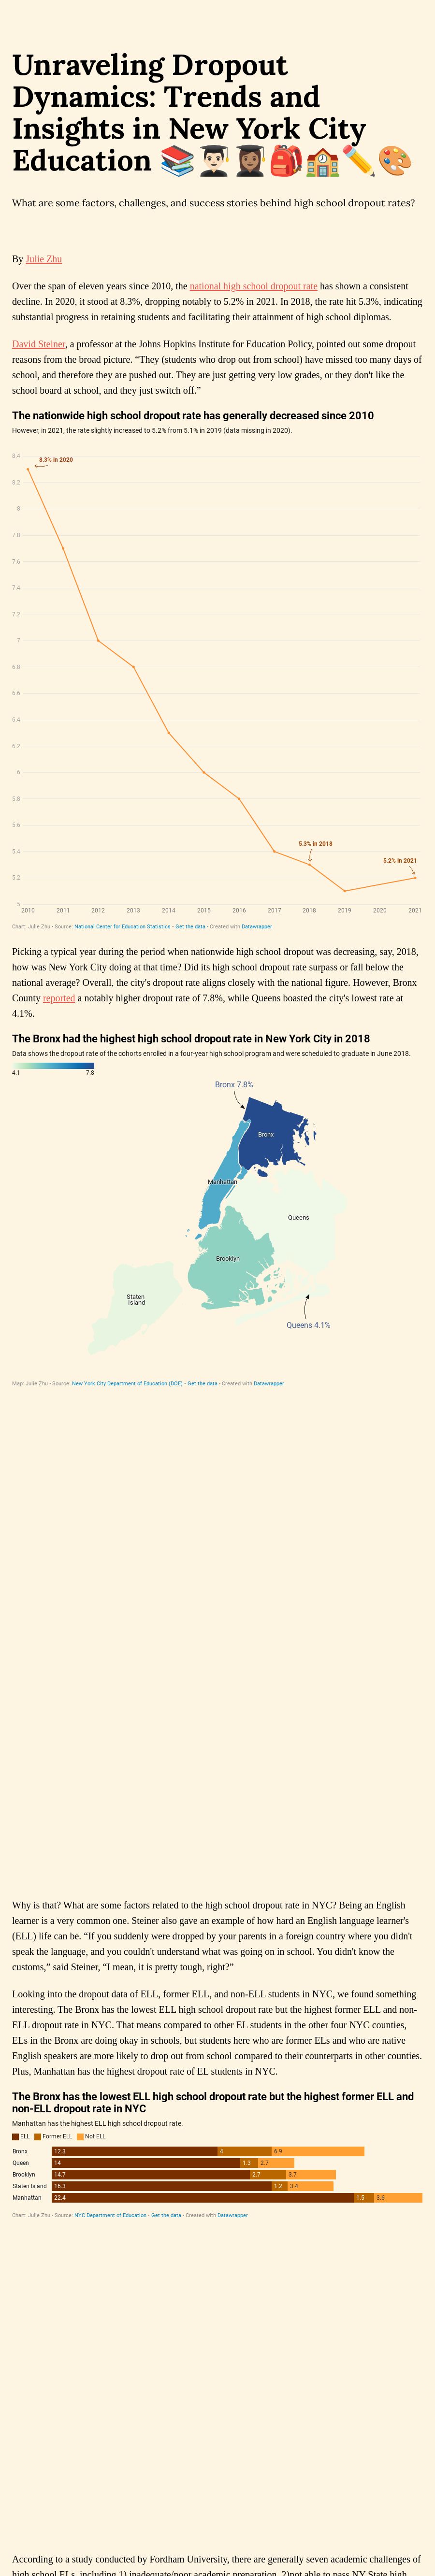 Unraveling Dropout
Dynamics: Trends and
Insights in New York City
Education 📚👨🏻‍🎓👩🏽‍🎓🎒🏫✏️🎨
What are some factors, challenges, and success stories behind high school dropout rates?
By Julie Zhu
Over the span of eleven years since 2010, the national high school dropout rate has shown a consistent
decline. In 2020, it stood at 8.3%, dropping notably to 5.2% in 2021. In 2018, the rate hit 5.3%, indicating
substantial progress in retaining students and facilitating their attainment of high school diplomas.
David Steiner, a professor at the Johns Hopkins Institute for Education Policy, pointed out some dropout
reasons from the broad picture. “They (students who drop out from school) have missed too many days of
school, and therefore they are pushed out. They are just getting very low grades, or they don't like the
school board at school, and they just switch off.”
The nationwide high school dropout rate has generally decreased since 2010
However, in 2021, the rate slightly increased to 5.2% from 5.1% in 2019 (data missing in 2020).
8.4
8.3% in 2020
8.2
8
7.8
7.6
7.4
7.2
7
6.8
6.6
6.4
6.2
6
5.8
5.6
5.4
5.3% in 2018
5.2% in 2021
5.2
5
2010 2011 2012 2013 2014 2015 2016 2017 2018 2019 2020 2021
Chart: Julie Zhu • Source: National Center for Education Statistics • Get the data • Created with Datawrapper
Picking a typical year during the period when nationwide high school dropout was decreasing, say, 2018,
how was New York City doing at that time? Did its high school dropout rate surpass or fall below the
national average? Overall, the city's dropout rate aligns closely with the national figure. However, Bronx
County reported a notably higher dropout rate of 7.8%, while Queens boasted the city's lowest rate at
4.1%.
The Bronx had the highest high school dropout rate in New York City in 2018
Data shows the dropout rate of the cohorts enrolled in a four-year high school program and were scheduled to graduate in June 2018.
4.1 7.8
Bronx 7.8%
Bronx
Manhattan
Queens
Brooklyn
Staten
Island
Queens 4.1%
Map: Julie Zhu • Source: New York City Department of Education (DOE) • Get the data • Created with Datawrapper
Why is that? What are some factors related to the high school dropout rate in NYC? Being an English
learner is a very common one. Steiner also gave an example of how hard an English language learner's
(ELL) life can be. “If you suddenly were dropped by your parents in a foreign country where you didn't
speak the language, and you couldn't understand what was going on in school. You didn't know the
customs,” said Steiner, “I mean, it is pretty tough, right?”
Looking into the dropout data of ELL, former ELL, and non-ELL students in NYC, we found something
interesting. The Bronx has the lowest ELL high school dropout rate but the highest former ELL and non-
ELL dropout rate in NYC. That means compared to other EL students in the other four NYC counties,
ELs in the Bronx are doing okay in schools, but students here who are former ELs and who are native
English speakers are more likely to drop out from school compared to their counterparts in other counties.
Plus, Manhattan has the highest dropout rate of EL students in NYC.
The Bronx has the lowest ELL high school dropout rate but the highest former ELL and
non-ELL dropout rate in NYC
Manhattan has the highest ELL high school dropout rate.
ELL Former ELL Not ELL
Bronx 12.3 4 6.9
Queen 14 1.3 2.7
Brooklyn 14.7 2.7 3.7
Staten Island 16.3 1.2 3.4
Manhattan 22.4 1.5 3.6
Chart: Julie Zhu • Source: NYC Department of Education • Get the data • Created with Datawrapper
According to a study conducted by Fordham University, there are generally seven academic challenges of
high school ELs, including 1) inadequate/poor academic preparation, 2)not able to pass NY State high